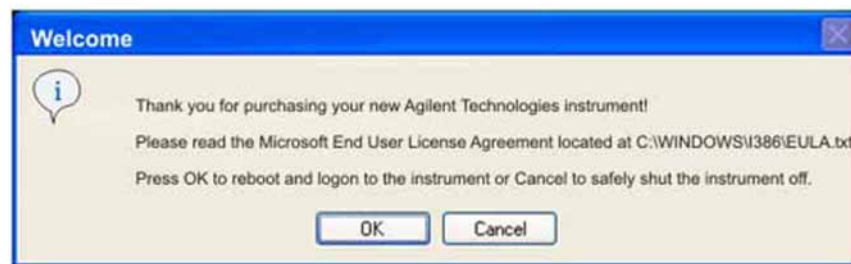 Welcome
i
Thank you for purchasing your new Agilent Technologies instrument!
Please read the Microsoft End User License Agreement located at C:\WINDOWS\I386\EULA.txt
Press OK to reboot and logon to the instrument or Cancel to safely shut the instrument off.
OK
Cancel